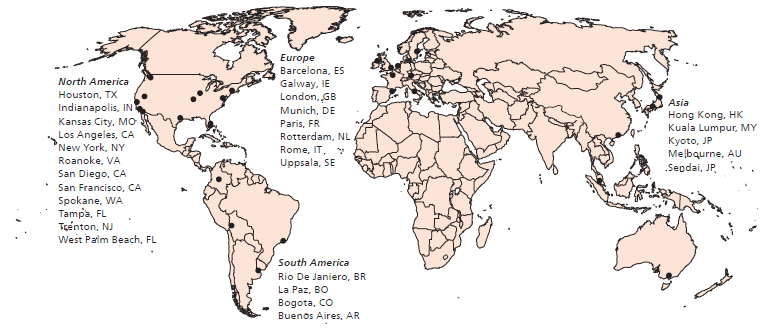 North America
Houston, TX
Indianapolis, IN
Kansas City, MO
Los Angeles, CA
New York, NY
Roanoke, VA
San Diego, CA
San Francisco, CA
Spokane, WA
Tampa, FL
Trenton, NJ
West Palm Beach, FL
Europe
Barcelona, ES
Galway, IE
London, GB
Munich, DE
Paris, FR
Rotterdam, NL
Rome, IT
Uppsala, SE
South America
Rio De Janiero, BR
La Paz, BO
Bogota, CO
Buenos Aires, AR
Asia
Hong Kong, HK
Kuala Lumpur, MY
Kyoto, JP
Melbourne, AU
Sendai, JP